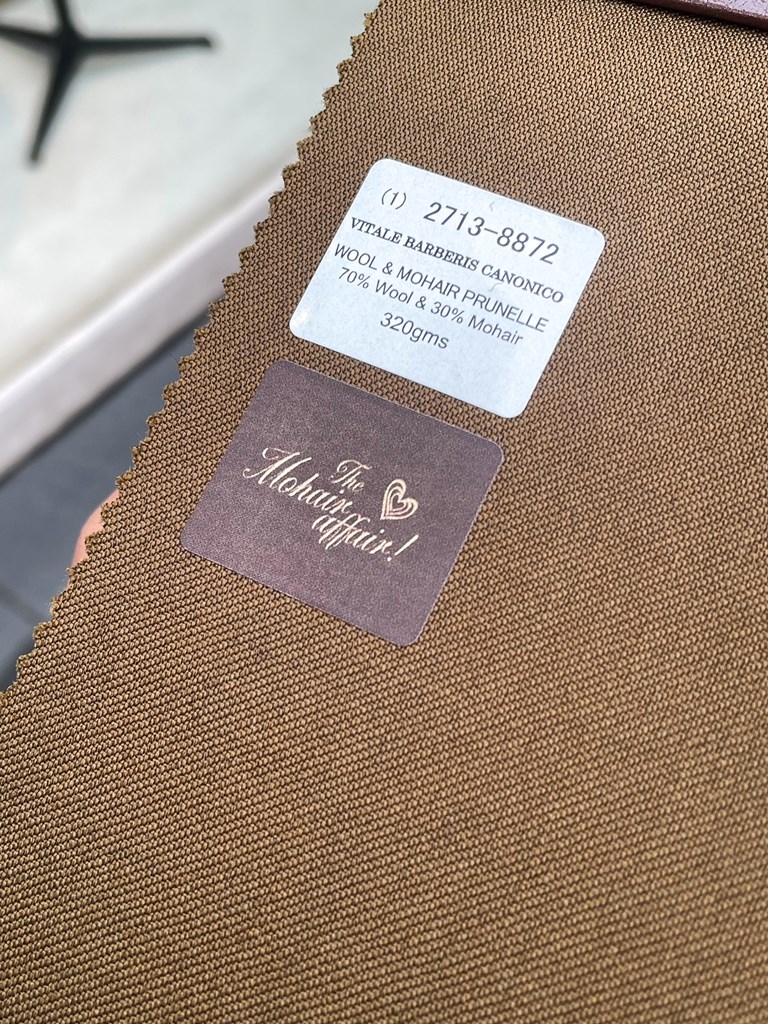 (1) 2713-8872
VITALE BARBERIS CANONICO
WOOL & MOHAIR PRUNELLE
70% Wool & 30% Mohair
320gms
The
Mohair
affair!